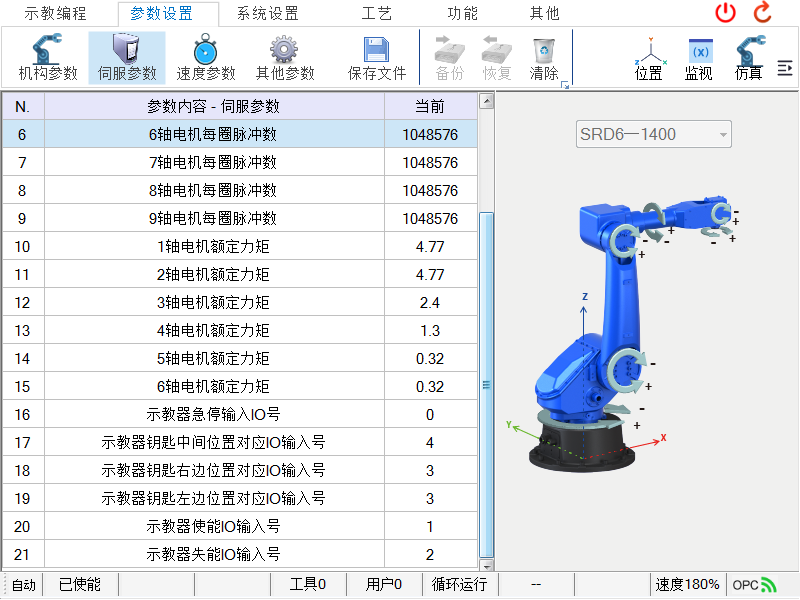 示教编程 参数设置 系统设置 工艺 功能 其他
机构参数 伺服参数 速度参数 其他参数 保存文件 备份 恢复 清除 位置 监视 仿真
N. 参数内容 - 伺服参数 当前
6 6轴电机每圈脉冲数 1048576
7 7轴电机每圈脉冲数 1048576
8 8轴电机每圈脉冲数 1048576
9 9轴电机每圈脉冲数 1048576
10 1轴电机额定力矩 4.77
11 2轴电机额定力矩 4.77
12 3轴电机额定力矩 2.4
13 4轴电机额定力矩 1.3
14 5轴电机额定力矩 0.32
15 6轴电机额定力矩 0.32
16 示教器急停输入IO号 0
17 示教器钥匙中间位置对应IO输入号 4
18 示教器钥匙右边位置对应IO输入号 3
19 示教器钥匙左边位置对应IO输入号 3
20 示教器使能IO输入号 1
21 示教器失能IO输入号 2
SRD6—1400
Z
Y
X
自动 已使能 工具0 用户0 循环运行 -- 速度180% OPC